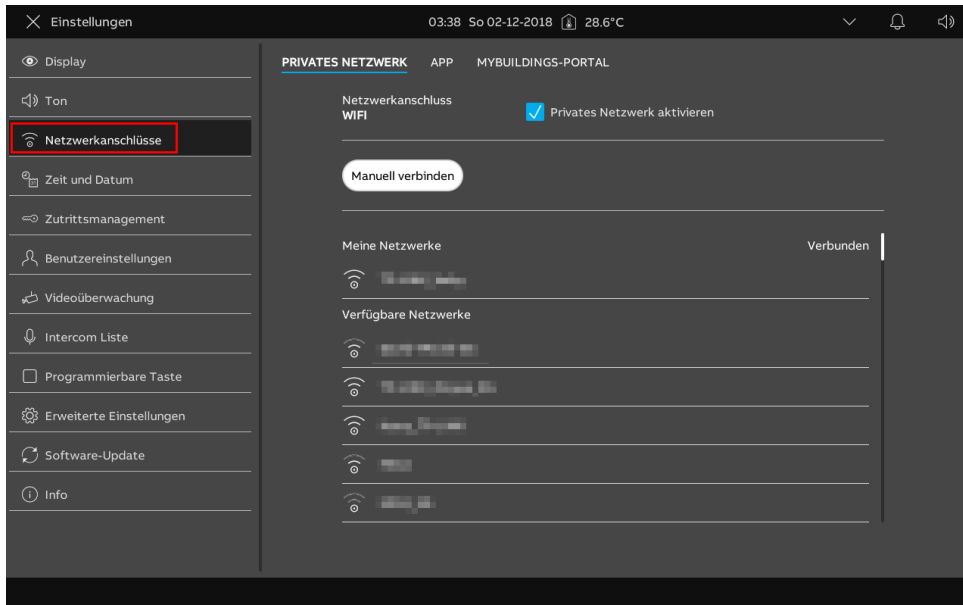 Einstellungen
03:38 So 02-12-2018 28.6°C
Display
Ton
Netzwerkanschlüsse
Zeit und Datum
Zutrittsmanagement
Benutzereinstellungen
Videoüberwachung
Intercom Liste
Programmierbare Taste
Erweiterte Einstellungen
Software-Update
Info
PRIVATES NETZWERK APP MYBUILDINGS-PORTAL
Netzwerkanschluss
WIFI
Privates Netzwerk aktivieren
Manuell verbinden
Meine Netzwerke Verbunden
Verfügbare Netzwerke